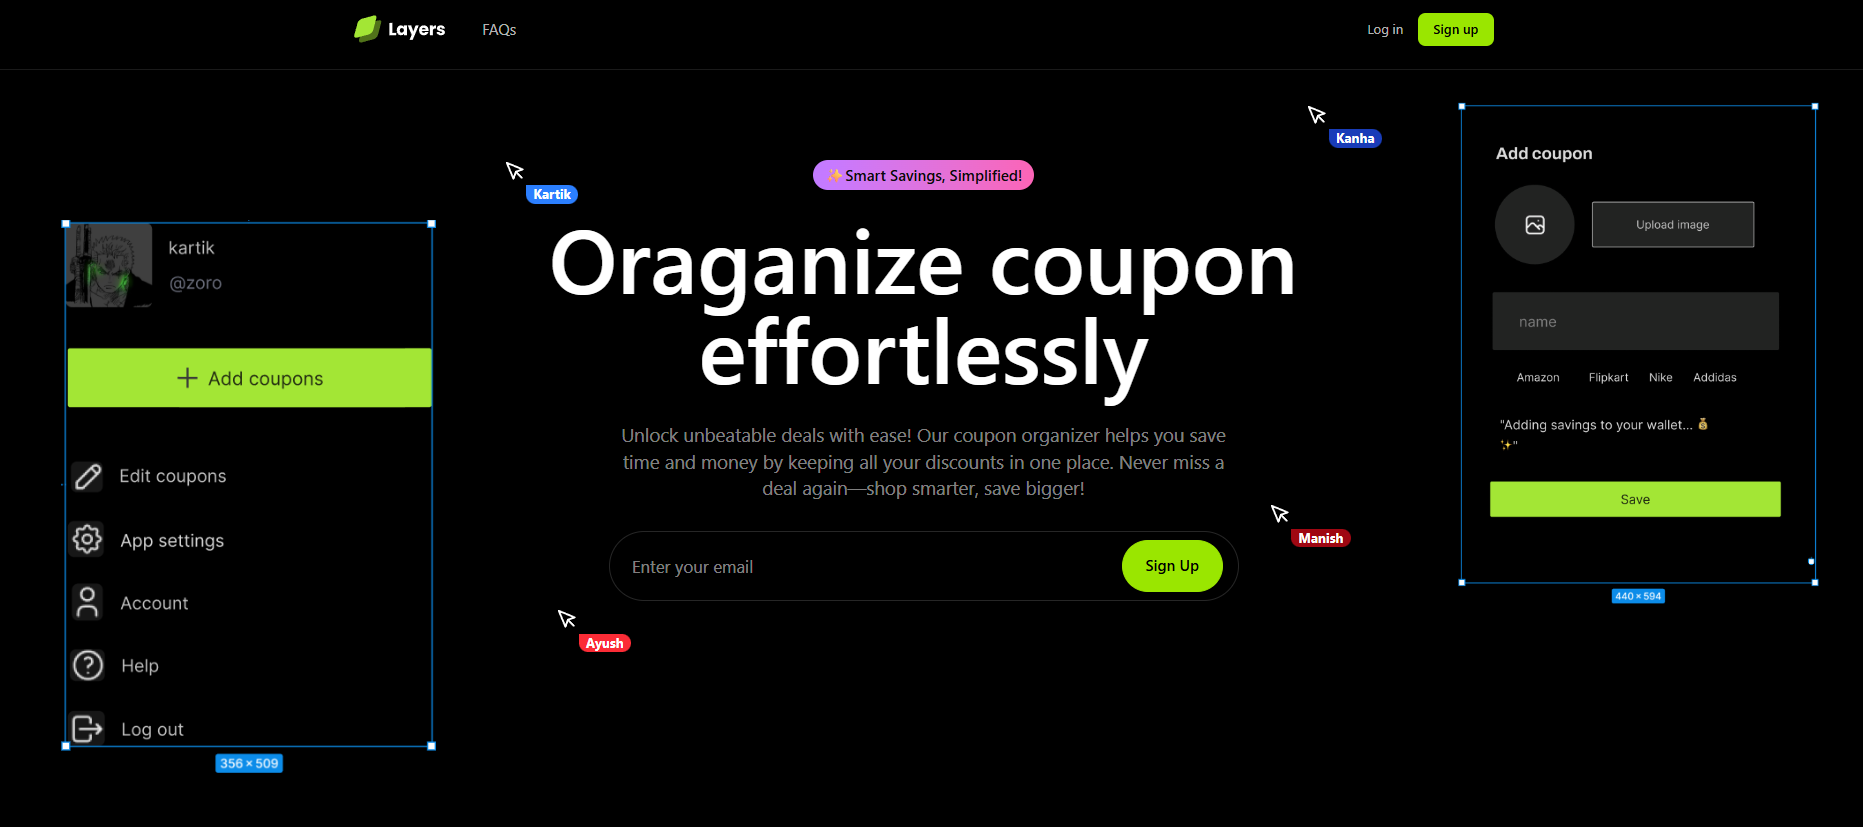 Layers
FAQs
Log in
Sign up
Kanha
Kartik
✨Smart Savings, Simplified!
Oraganize coupon
effortlessly
Unlock unbeatable deals with ease! Our coupon organizer helps you save
time and money by keeping all your discounts in one place. Never miss a
deal again—shop smarter, save bigger!
Enter your email
Sign Up
Manish
Ayush
kartik
@zoro
+ Add coupons
Edit coupons
App settings
Account
Help
Log out
356 × 509
Add coupon
Upload image
name
Amazon Flipkart Nike Addidas
"Adding savings to your wallet... 💰
✨"
Save
440 × 594